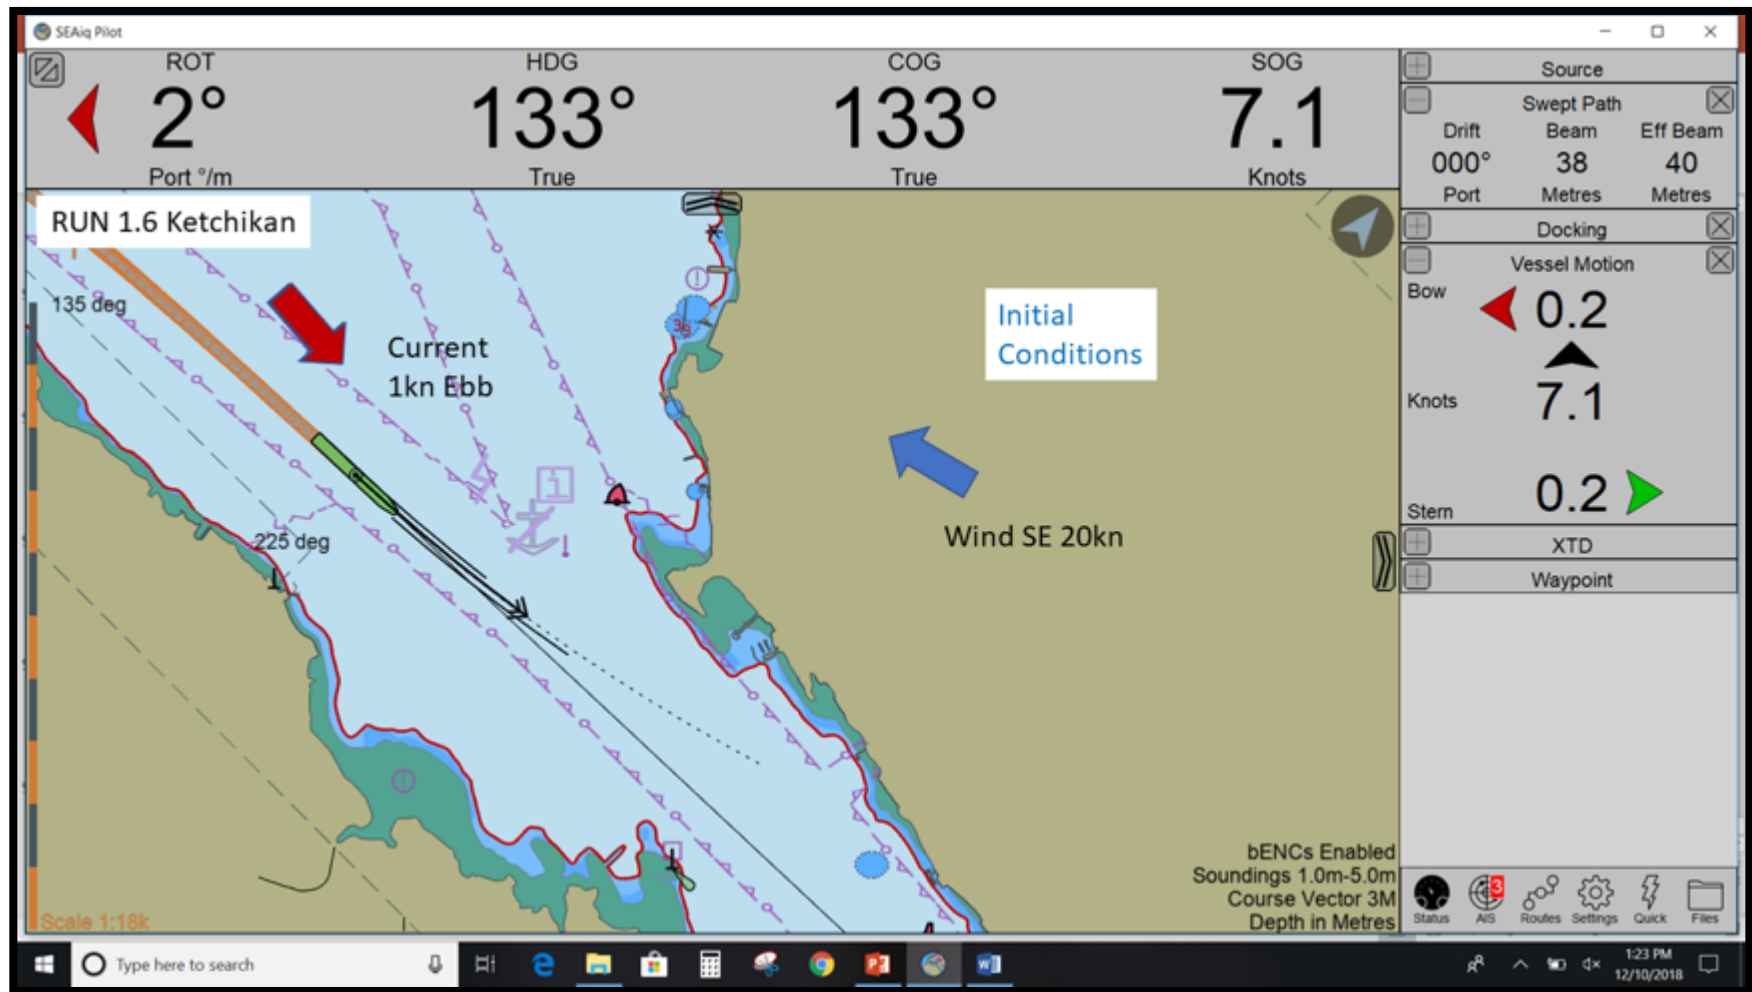 SEAiq Pilot
ROT
2°
Port °/m
HDG
133°
True
COG
133°
True
SOG
7.1
Knots
RUN 1.6 Ketchikan
135 deg
Current
1kn Ebb
36
Initial
Conditions
225 deg
Wind SE 20kn
bENCs Enabled
Soundings 1.0m-5.0m
Course Vector 3M
Depth in Metres
Scale 1:18k
Source
Swept Path
Drift Beam Eff Beam
000° 38 40
Port Metres Metres
Docking
Vessel Motion
Bow
0.2
Knots 7.1
Stern 0.2
XTD
Waypoint
3
Status AIS Routes Settings Quick Files
Type here to search
1:23 PM
12/10/2018